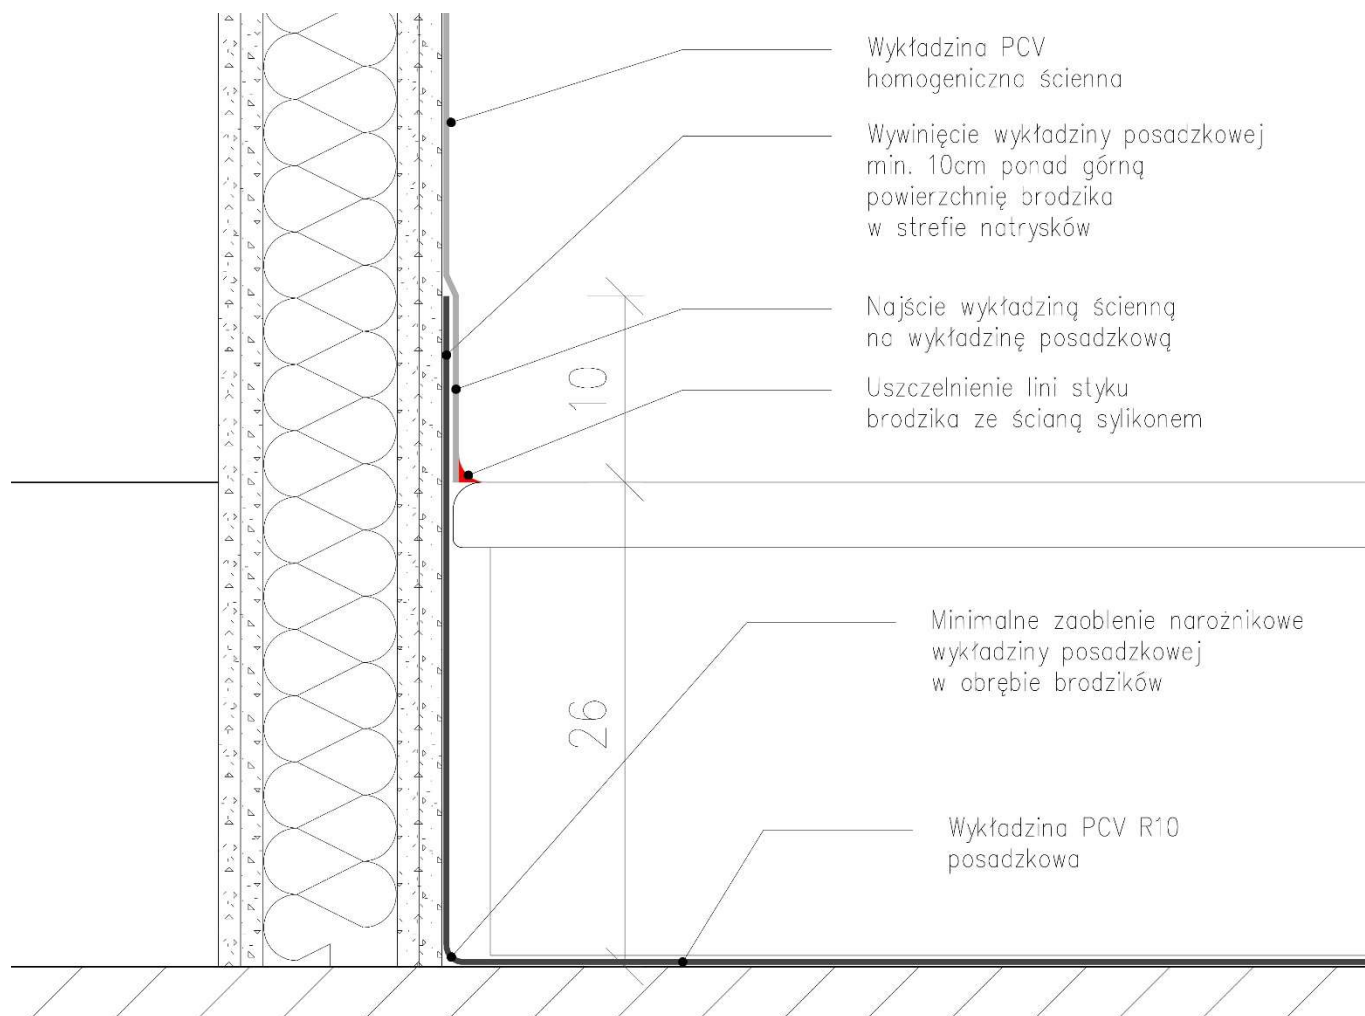 Wykładzina PCV
homogeniczna ścienna
Wywinięcie wykładziny posadzkowej
min. 10cm ponad górną
powierzchnię brodzika
w strefie natrysków
Najście wykładziną ścienną
na wykładzinę posadzkową
10
Uszczelnienie lini styku
brodzika ze ścianą sylikonem
Minimalne zaoblenie narożnikowe
wykładziny posadzkowej
w obrębie brodzików
26
Wykładzina PCV R10
posadzkowa